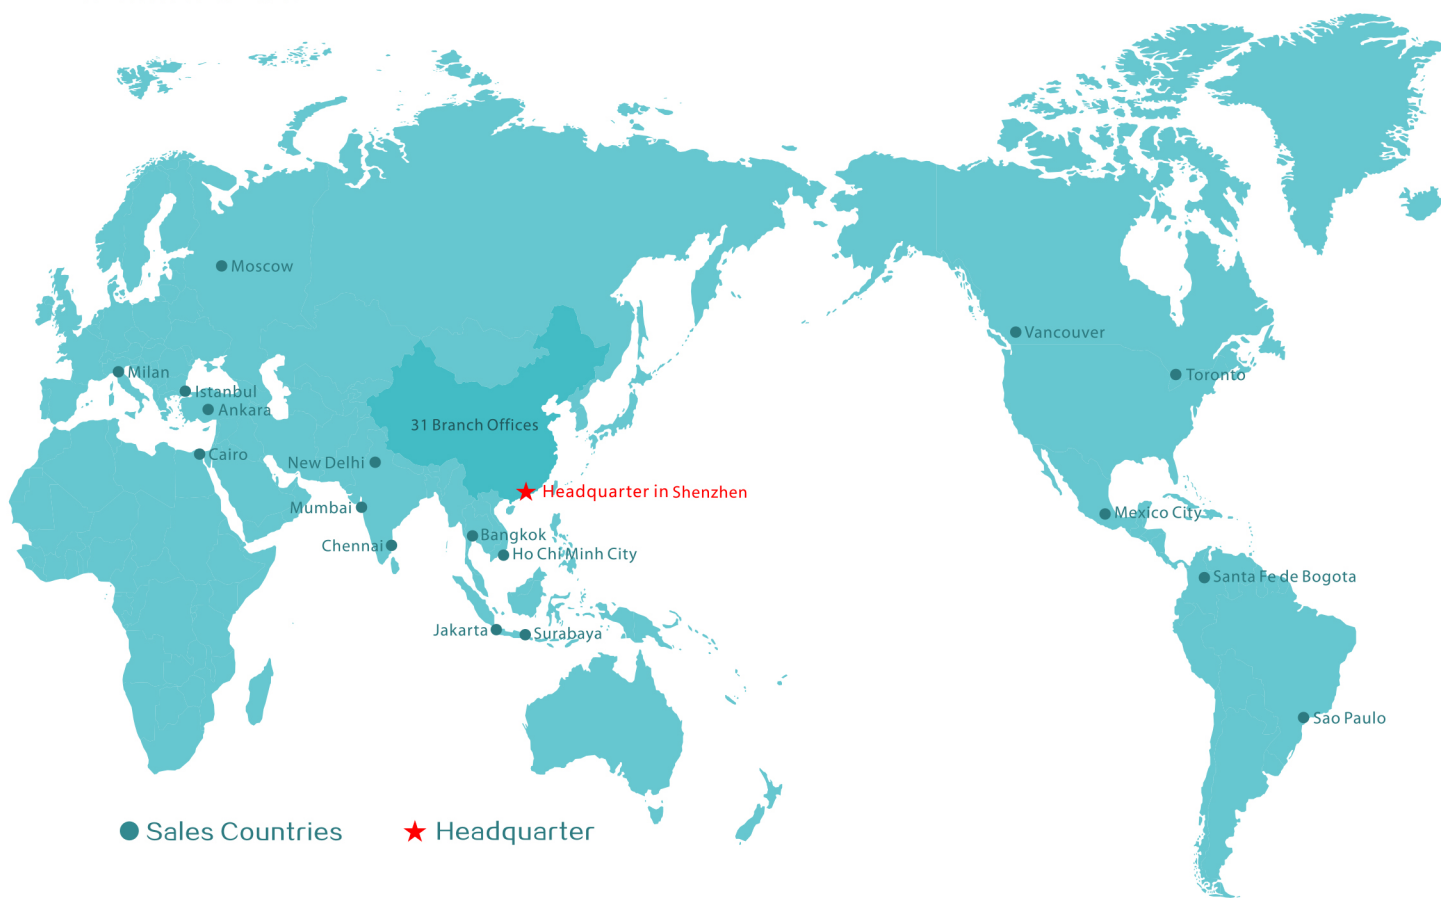 Moscow
Vancouver
Milan
Toronto
Istanbul
Ankara
31 Branch Offices
Cairo
New Delhi
Headquarter in Shenzhen
Mumbai
Mexico City
Bangkok
Chennai
Ho Chi Minh City
Santa Fe de Bogota
Jakarta
Surabaya
Sao Paulo
Sales Countries
Headquarter